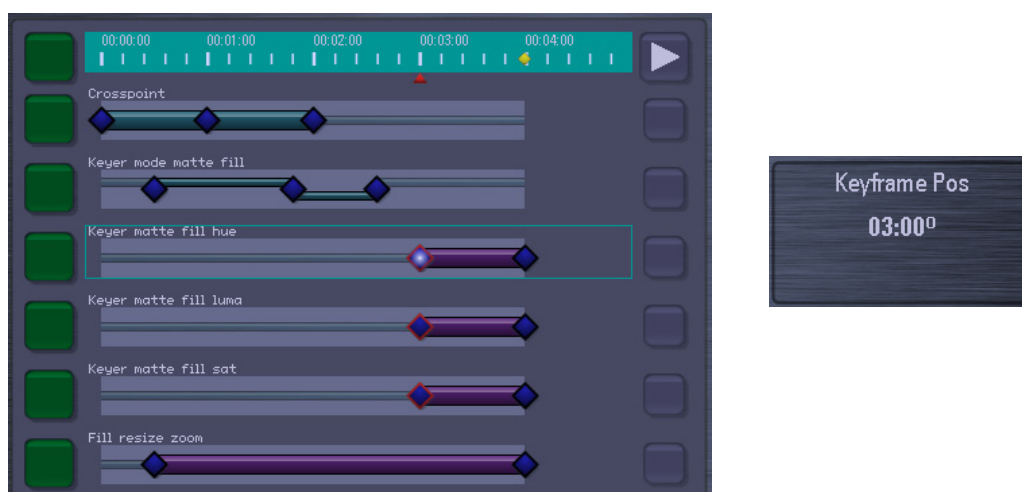 00:00:00 00:01:00 00:02:00 00:03:00 00:04:00
Crosspoint
Keyer mode matte fill
Keyer matte fill hue
Keyer matte fill luma
Keyer matte fill sat
Fill resize zoom
Keyframe Pos
03:00⁰